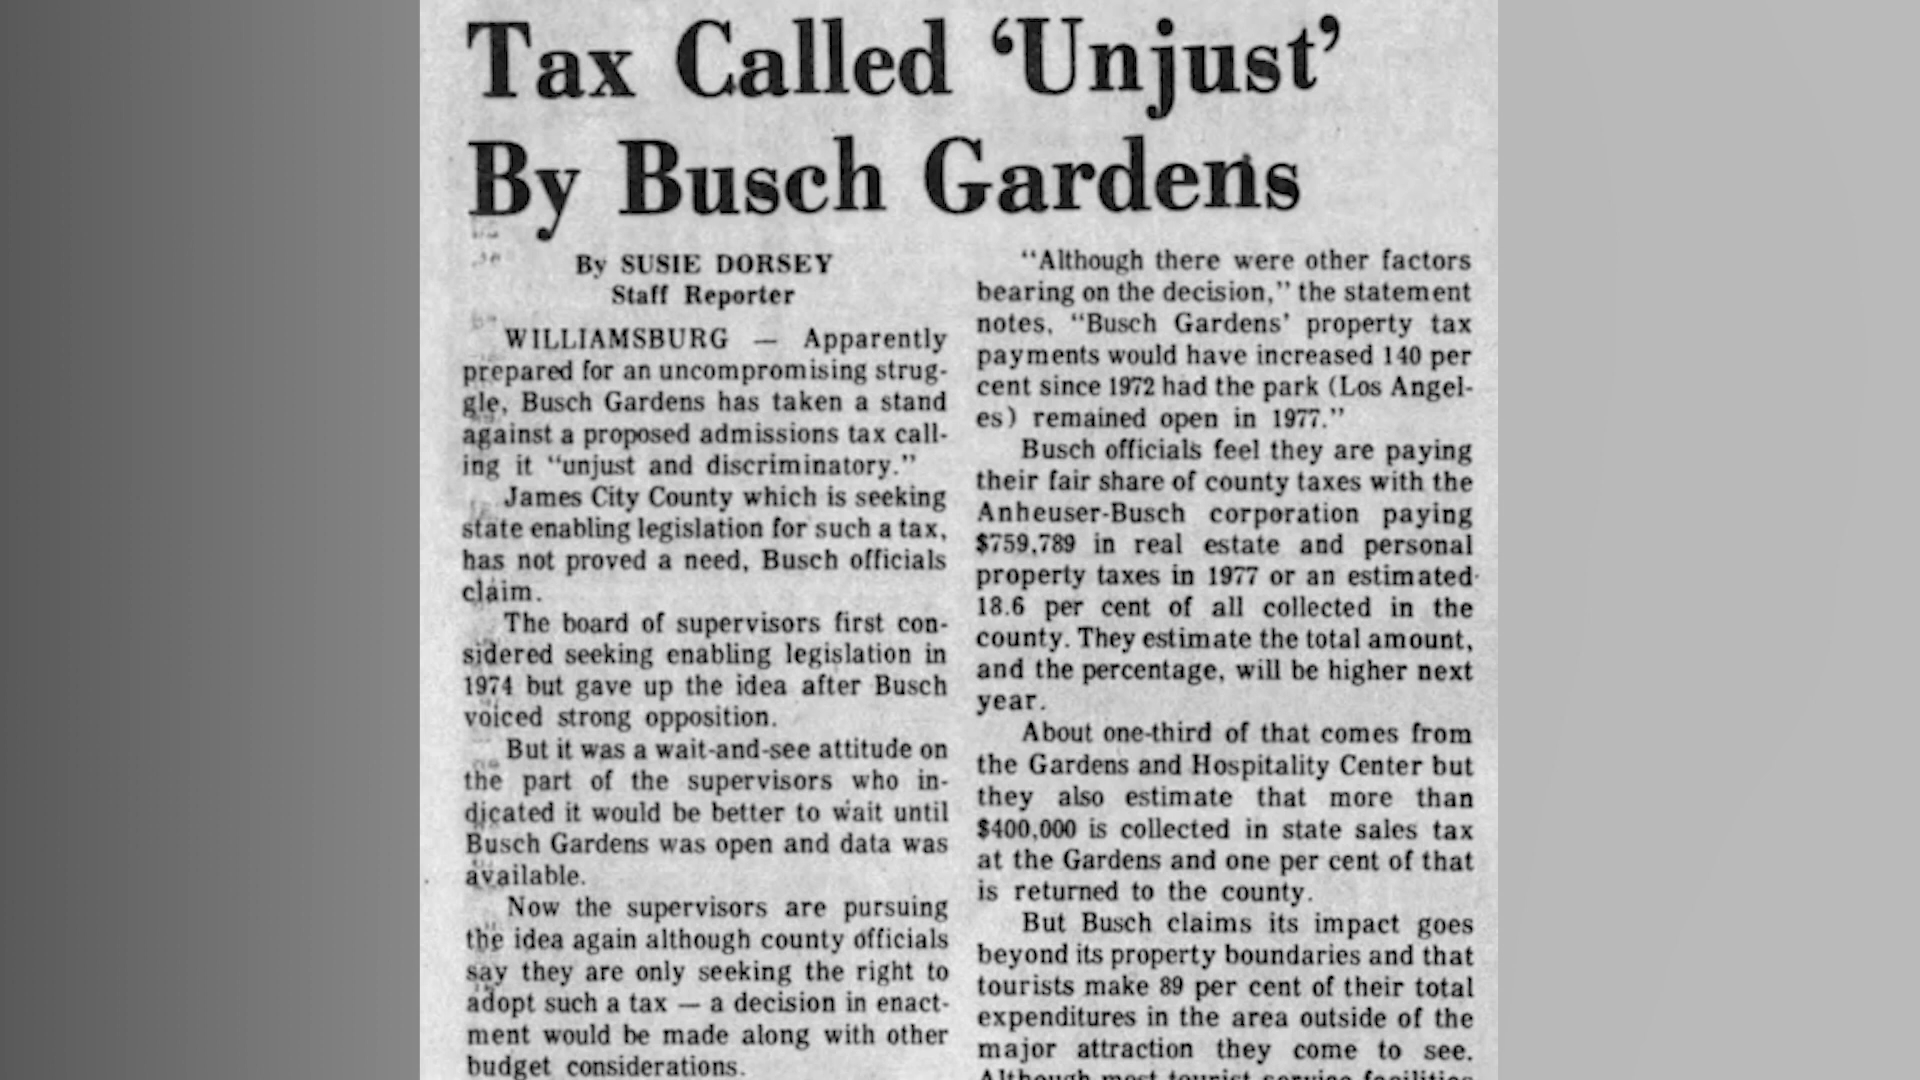 Tax Called ‘Unjust’
By Busch Gardens
By SUSIE DORSEY
Staff Reporter
WILLIAMSBURG — Apparently
prepared for an uncompromising strug-
gle, Busch Gardens has taken a stand
against a proposed admissions tax call-
ing it “unjust and discriminatory.”
James City County which is seeking
state enabling legislation for such a tax,
has not proved a need, Busch officials
claim.
The board of supervisors first con-
sidered seeking enabling legislation in
1974 but gave up the idea after Busch
voiced strong opposition.
But it was a wait-and-see attitude on
the part of the supervisors who in-
dicated it would be better to wait until
Busch Gardens was open and data was
available.
Now the supervisors are pursuing
the idea again although county officials
say they are only seeking the right to
adopt such a tax — a decision in enact-
ment would be made along with other
budget considerations.
“Although there were other factors
bearing on the decision,” the statement
notes, “Busch Gardens’ property tax
payments would have increased 140 per
cent since 1972 had the park (Los Angel-
es) remained open in 1977.”
Busch officials feel they are paying
their fair share of county taxes with the
Anheuser-Busch corporation paying
$759,789 in real estate and personal
property taxes in 1977 or an estimated
18.6 per cent of all collected in the
county. They estimate the total amount,
and the percentage, will be higher next
year.
About one-third of that comes from
the Gardens and Hospitality Center but
they also estimate that more than
$400,000 is collected in state sales tax
at the Gardens and one per cent of that
is returned to the county.
But Busch claims its impact goes
beyond its property boundaries and that
tourists make 89 per cent of their total
expenditures in the area outside of the
major attraction they come to see.
Although most tourist service facilities